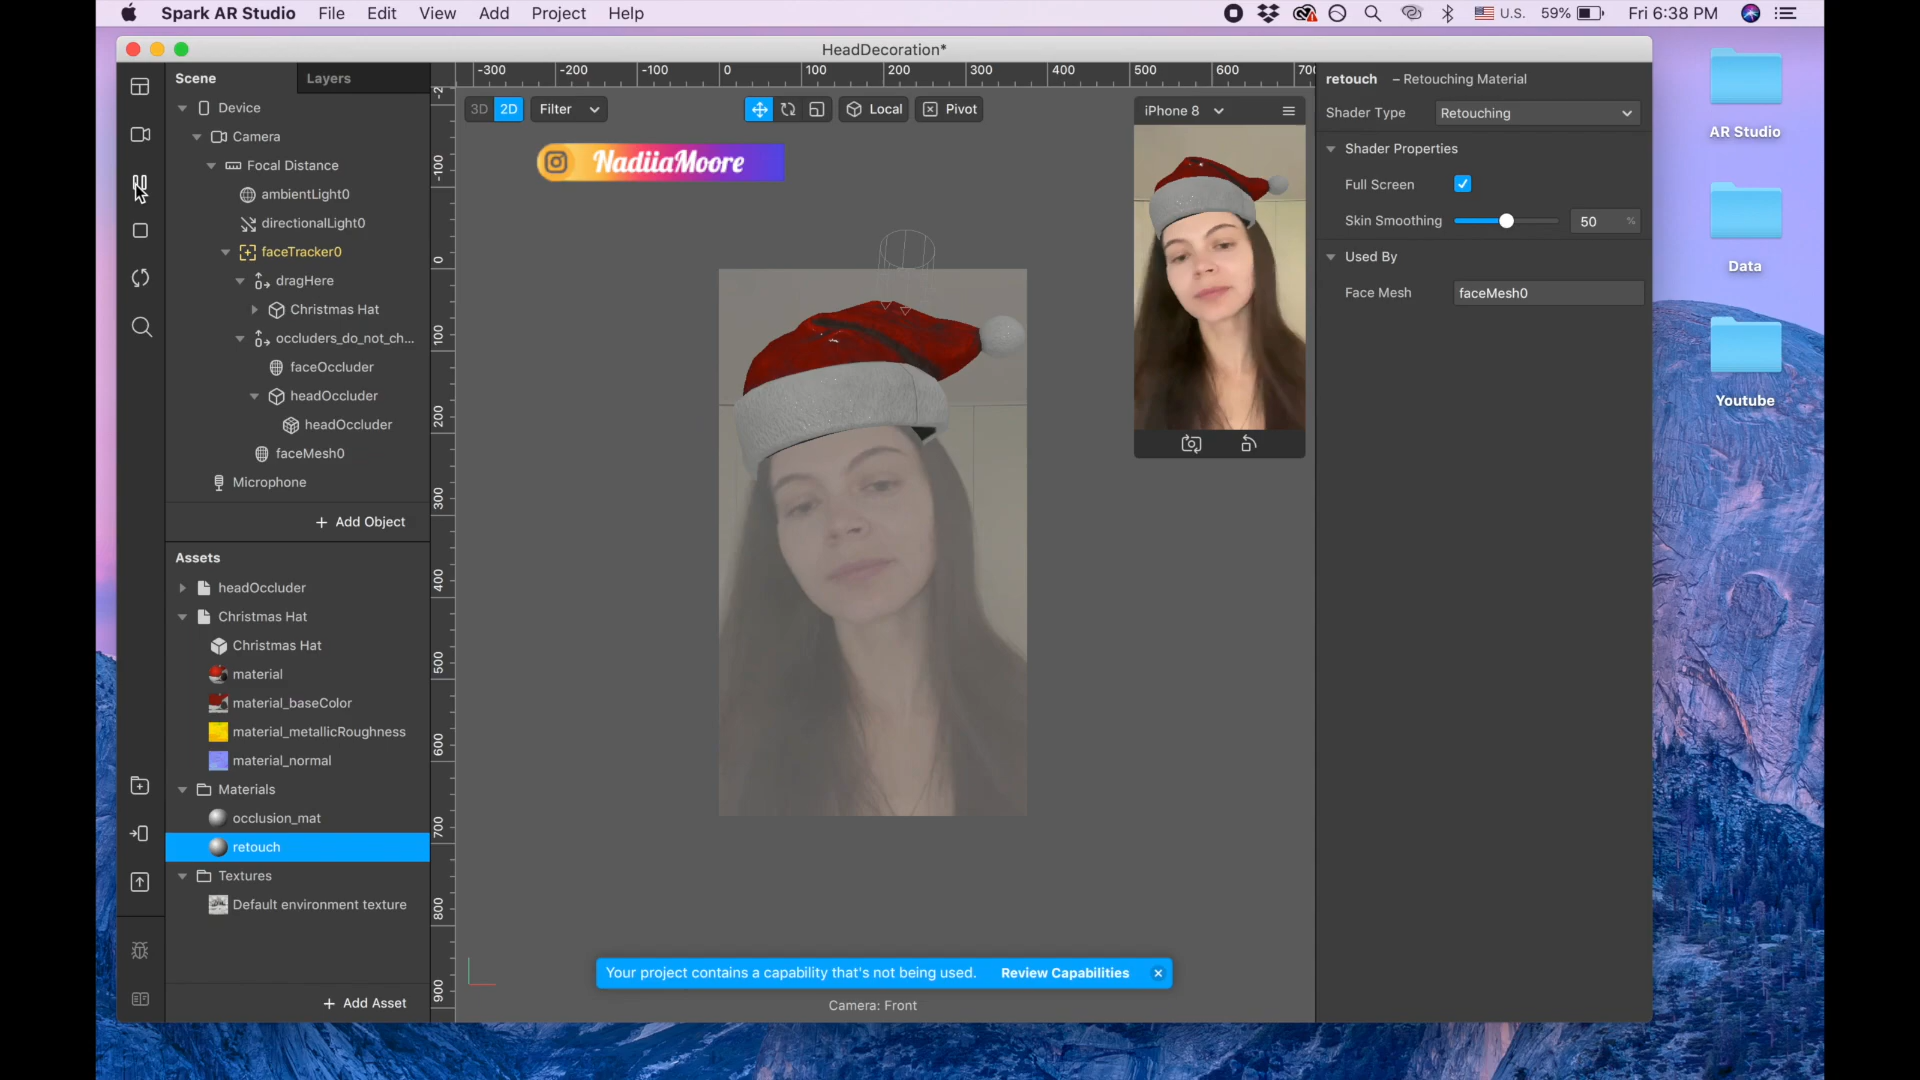 Spark AR Studio File Edit View Add Project Help
U.S. 59% Fri 6:38 PM
HeadDecoration*
Scene Layers
Device
Camera
Focal Distance
ambientLight0
directionalLight0
faceTracker0
dragHere
Christmas Hat
occluders_do_not_ch...
faceOccluder
headOccluder
headOccluder
faceMesh0
Microphone
+ Add Object
Assets
headOccluder
Christmas Hat
Christmas Hat
material
material_baseColor
material_metallicRoughness
material_normal
Materials
occlusion_mat
retouch
Textures
Default environment texture
+ Add Asset
-300 -200 -100 0 100 200 300 400 500 600 700
3D 2D Filter Local Pivot
-2
-100
0
100
200
300
400
500
600
700
800
900
NadiiaMoore
iPhone 8
Your project contains a capability that's not being used. Review Capabilities
Camera: Front
retouch – Retouching Material
Shader Type Retouching
Shader Properties
Full Screen
Skin Smoothing 50 %
Used By
Face Mesh faceMesh0
AR Studio
Data
Youtube